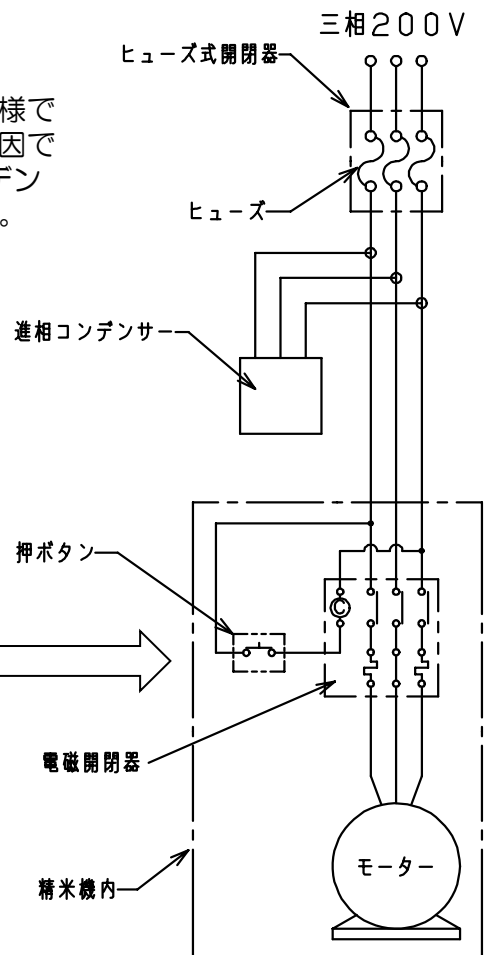 三相200V
ヒューズ式開閉器
様で
因で
デン
。
ヒューズ
進相コンデンサー
押ボタン
C
電磁開閉器
モーター
精米機内